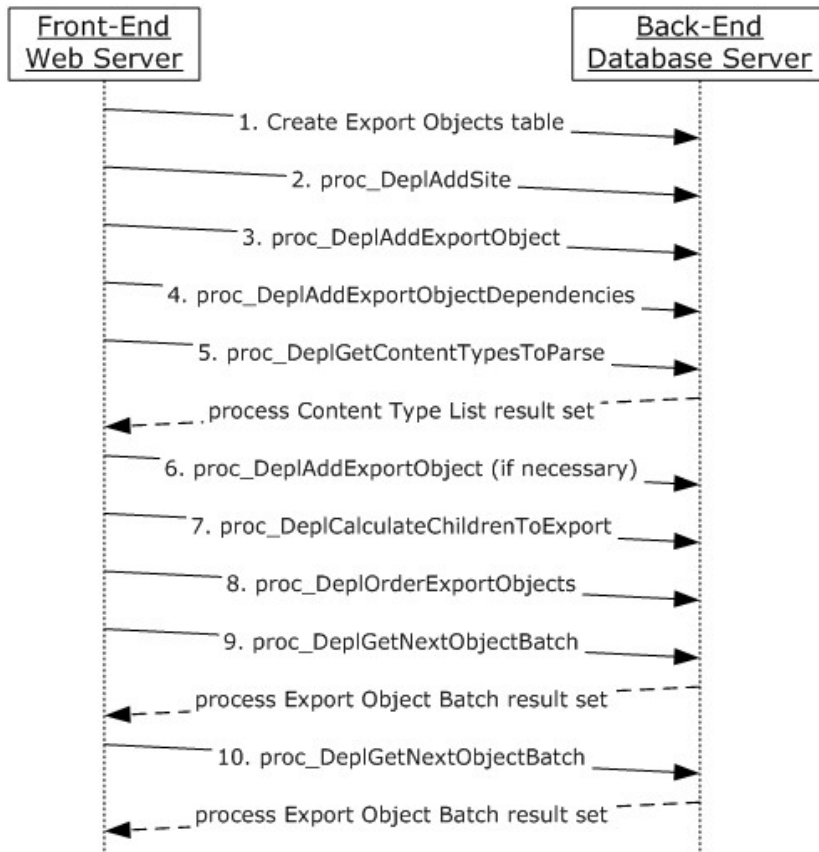 Front-End
Web Server
Back-End
Database Server
1. Create Export Objects table
2. proc_DeplAddSite
3. proc_DeplAddExportObject
4. proc_DeplAddExportObjectDependencies
5. proc_DeplGetContentTypesToParse
process Content Type List result set
6. proc_DeplAddExportObject (if necessary)
7. proc_DeplCalculateChildrenToExport
8. proc_DeplOrderExportObjects
9. proc_DeplGetNextObjectBatch
process Export Object Batch result set
10. proc_DeplGetNextObjectBatch
process Export Object Batch result set